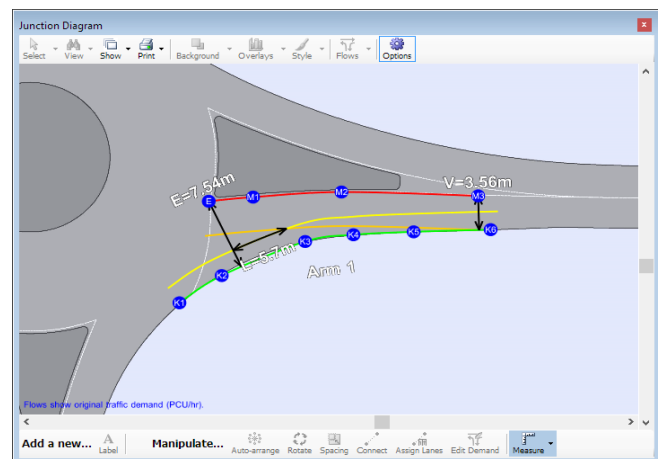 Junction Diagram
x
Select View Show Print Background Overlays Style Flows Options
E=7.54m
E M1 M2 V=3.56m M3
K1 K2 K3 K4 K5 K6
E=5.7m
Arm 1
Flows show original traffic demand (PCU/hr).
Add a new... A Label Manipulate... Auto-arrange Rotate Spacing Connect Assign Lanes Edit Demand Measure